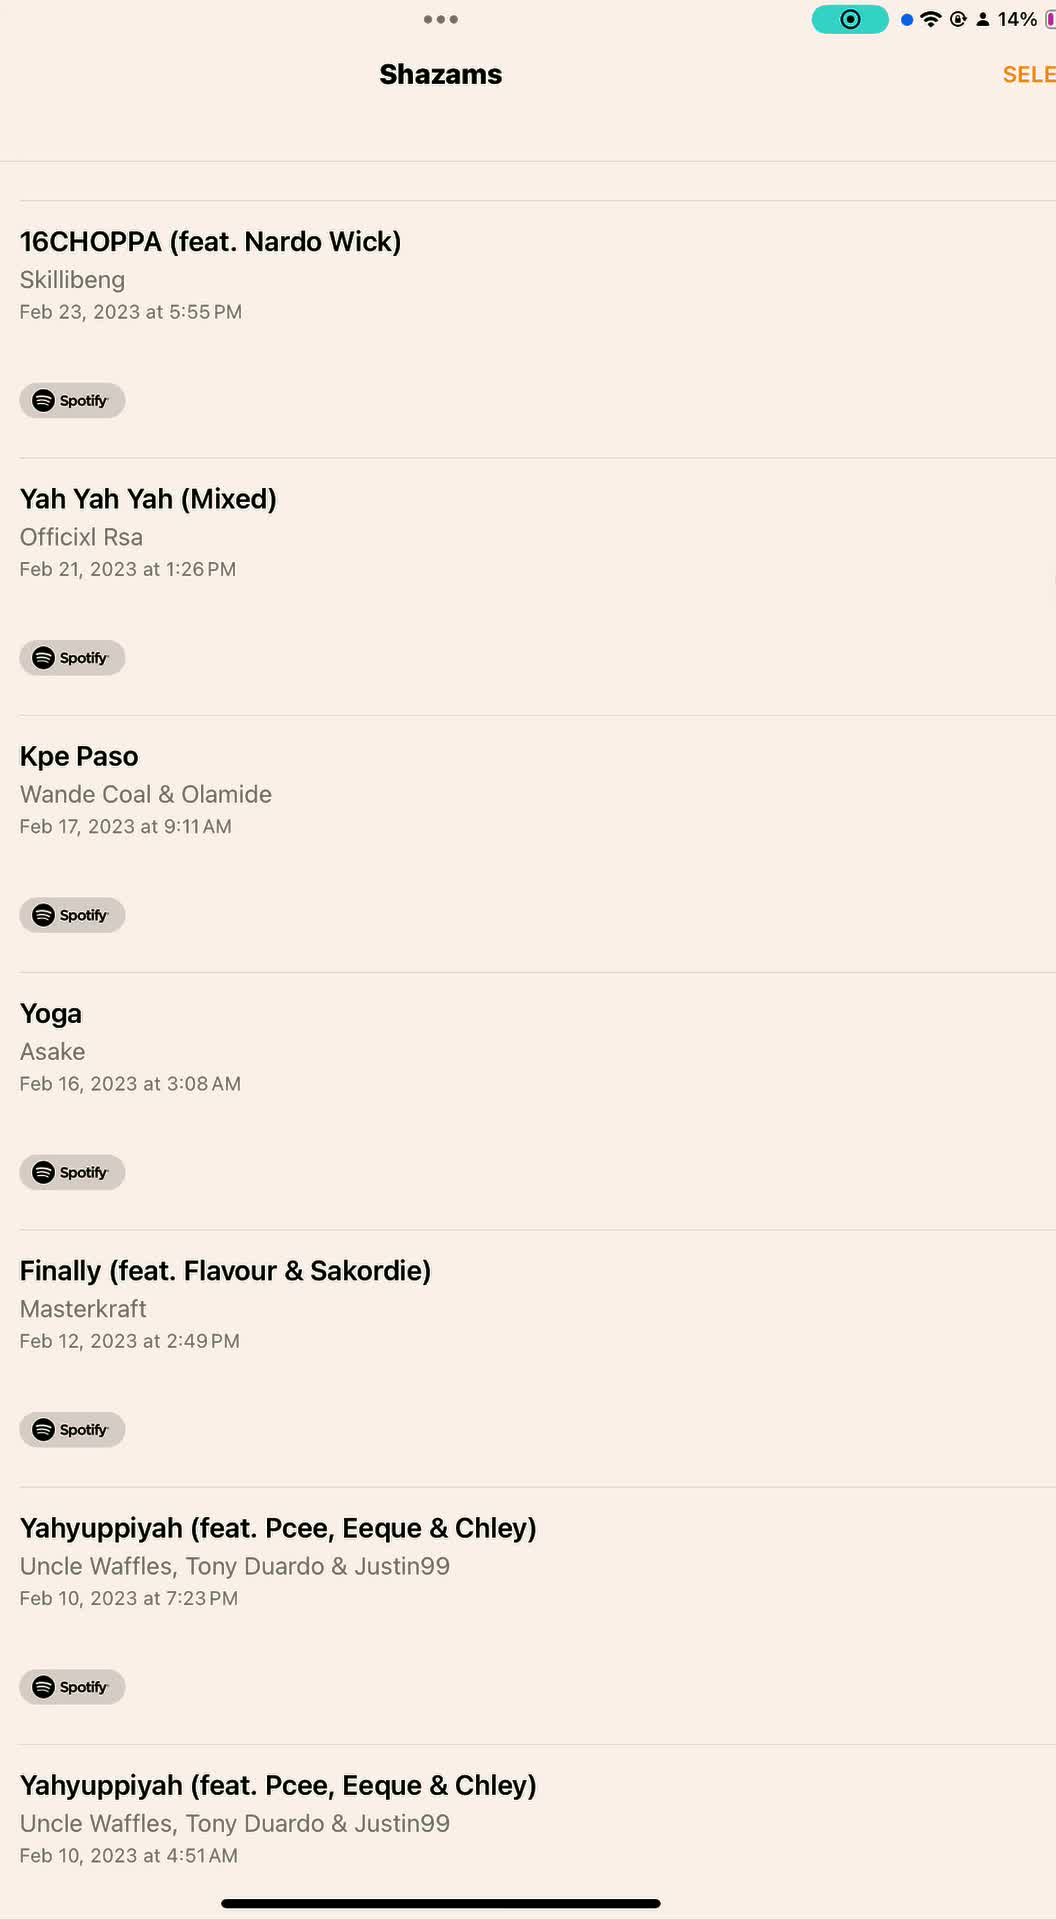 14%
Shazams
SELE
16CHOPPA (feat. Nardo Wick)
Skillibeng
Feb 23, 2023 at 5:55 PM
Spotify
Yah Yah Yah (Mixed)
Officixl Rsa
Feb 21, 2023 at 1:26 PM
Spotify
Kpe Paso
Wande Coal & Olamide
Feb 17, 2023 at 9:11 AM
Spotify
Yoga
Asake
Feb 16, 2023 at 3:08 AM
Spotify
Finally (feat. Flavour & Sakordie)
Masterkraft
Feb 12, 2023 at 2:49 PM
Spotify
Yahyuppiyah (feat. Pcee, Eeque & Chley)
Uncle Waffles, Tony Duardo & Justin99
Feb 10, 2023 at 7:23 PM
Spotify
Yahyuppiyah (feat. Pcee, Eeque & Chley)
Uncle Waffles, Tony Duardo & Justin99
Feb 10, 2023 at 4:51 AM